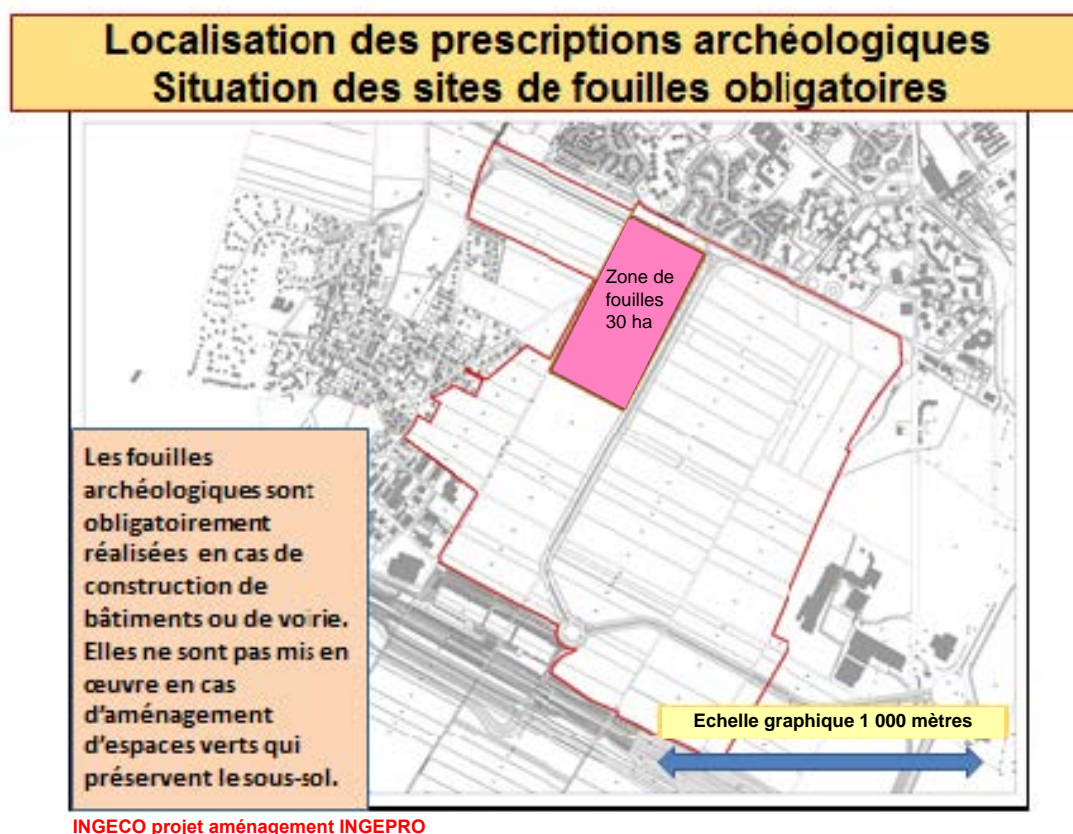 Localisation des prescriptions archéologiques
Situation des sites de fouilles obligatoires
Zone de
fouilles
30 ha
Les fouilles
archéologiques sont
obligatoirement
réalisées en cas de
construction de
bâtiments ou de voirie.
Elles ne sont pas mis en
œuvre en cas
d'aménagement
d'espaces verts qui
préservent le sous-sol.
Echelle graphique 1 000 mètres
INGECO projet aménagement INGEPRO